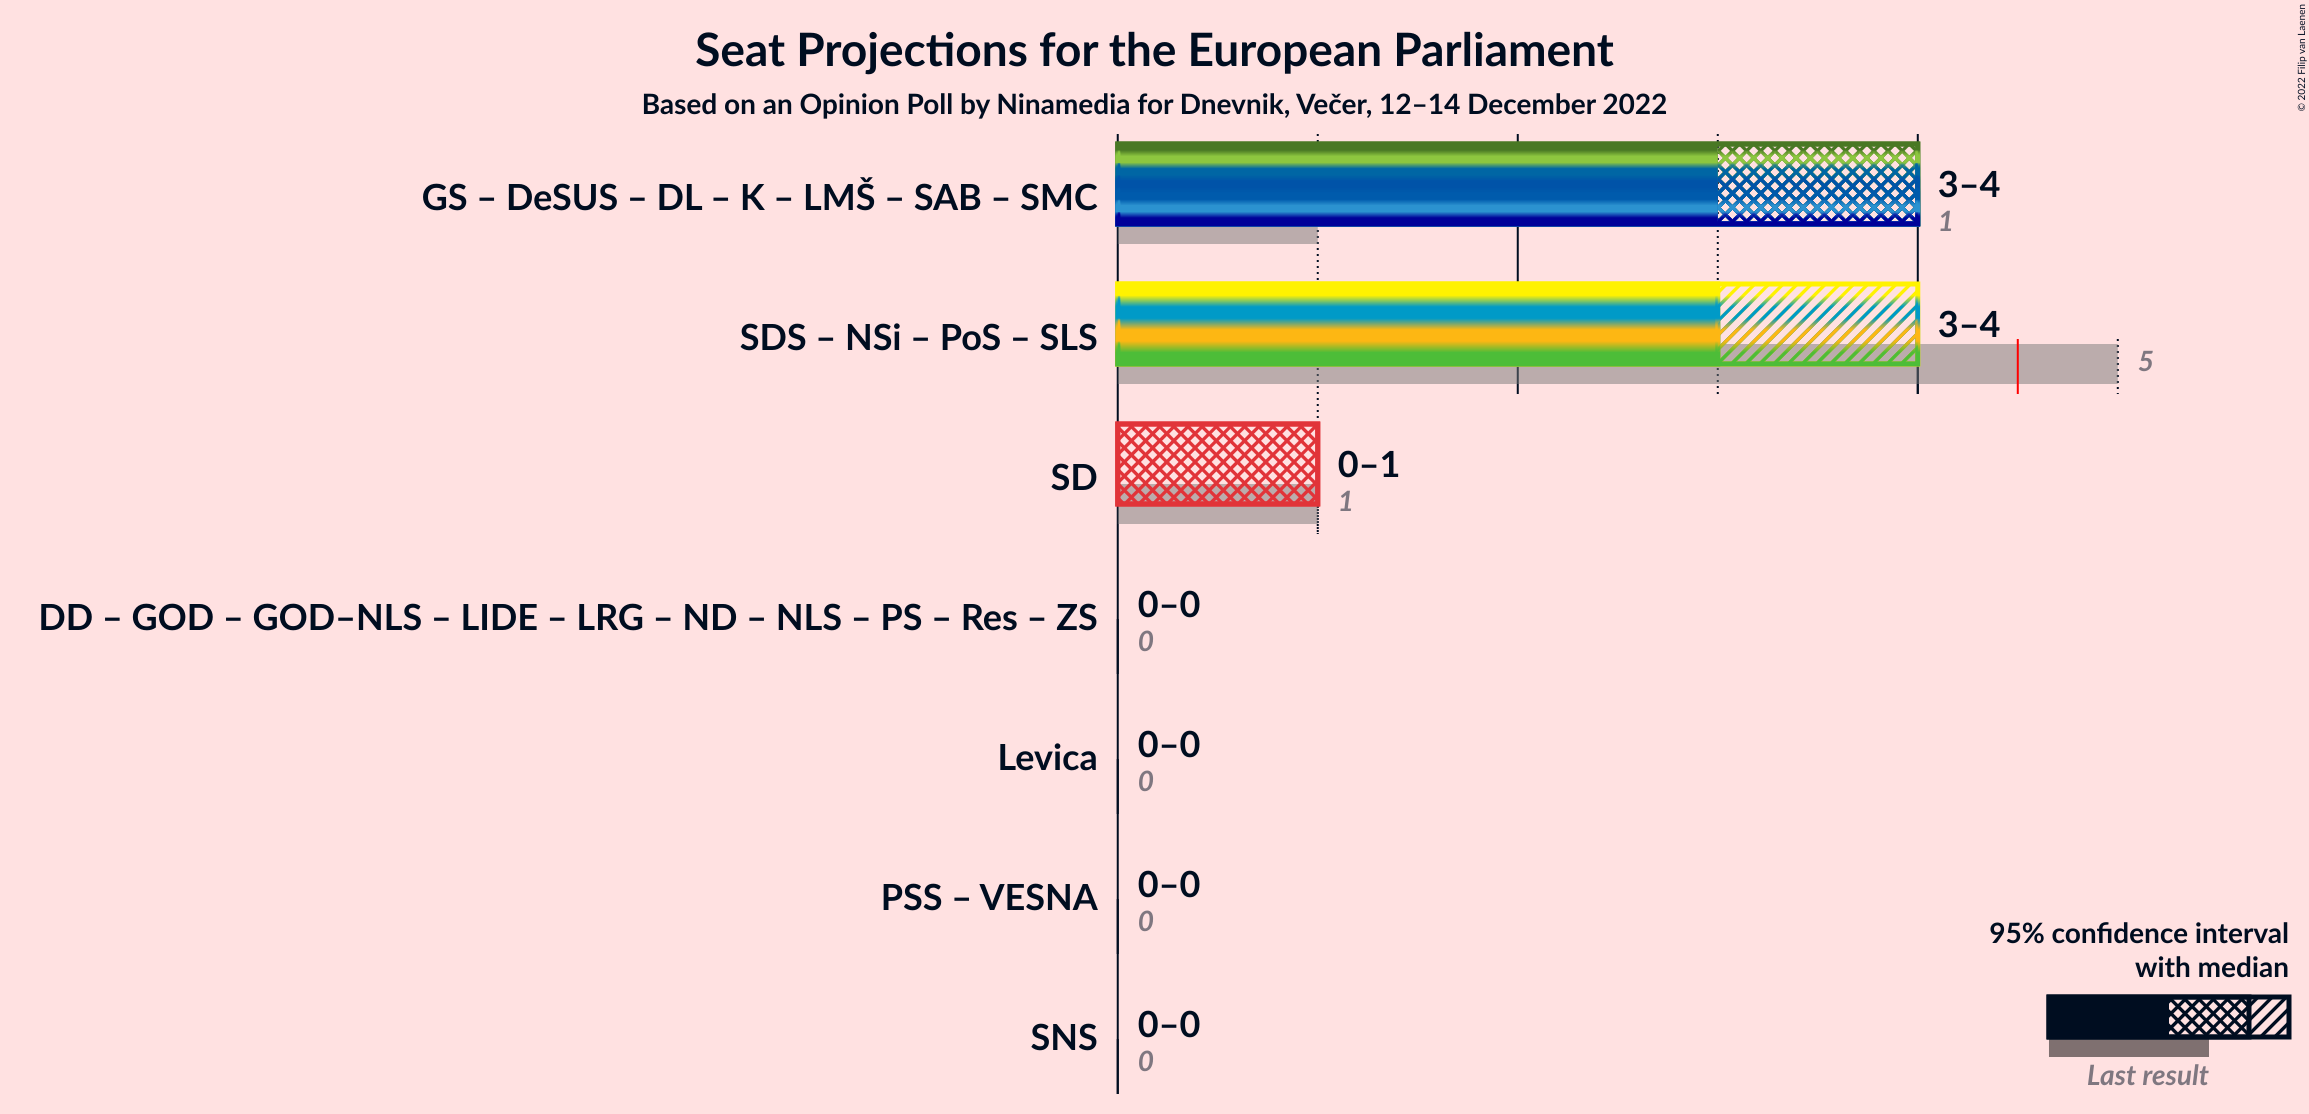 Seat Projections for the European Parliament
Based on an Opinion Poll by Ninamedia for Dnevnik, Večer, 12–14 December 2022
© 2022 Filip van Laenen
GS – DeSUS – DL – K – LMŠ – SAB – SMC
3–4
1
SDS – NSi – PoS – SLS
3–4
5
SD
0–1
1
DD – GOD – GOD–NLS – LIDE – LRG – ND – NLS – PS – Res – ZS
0–0
0
Levica
0–0
0
PSS – VESNA
0–0
0
SNS
0–0
0
95% confidence interval
with median
Last result